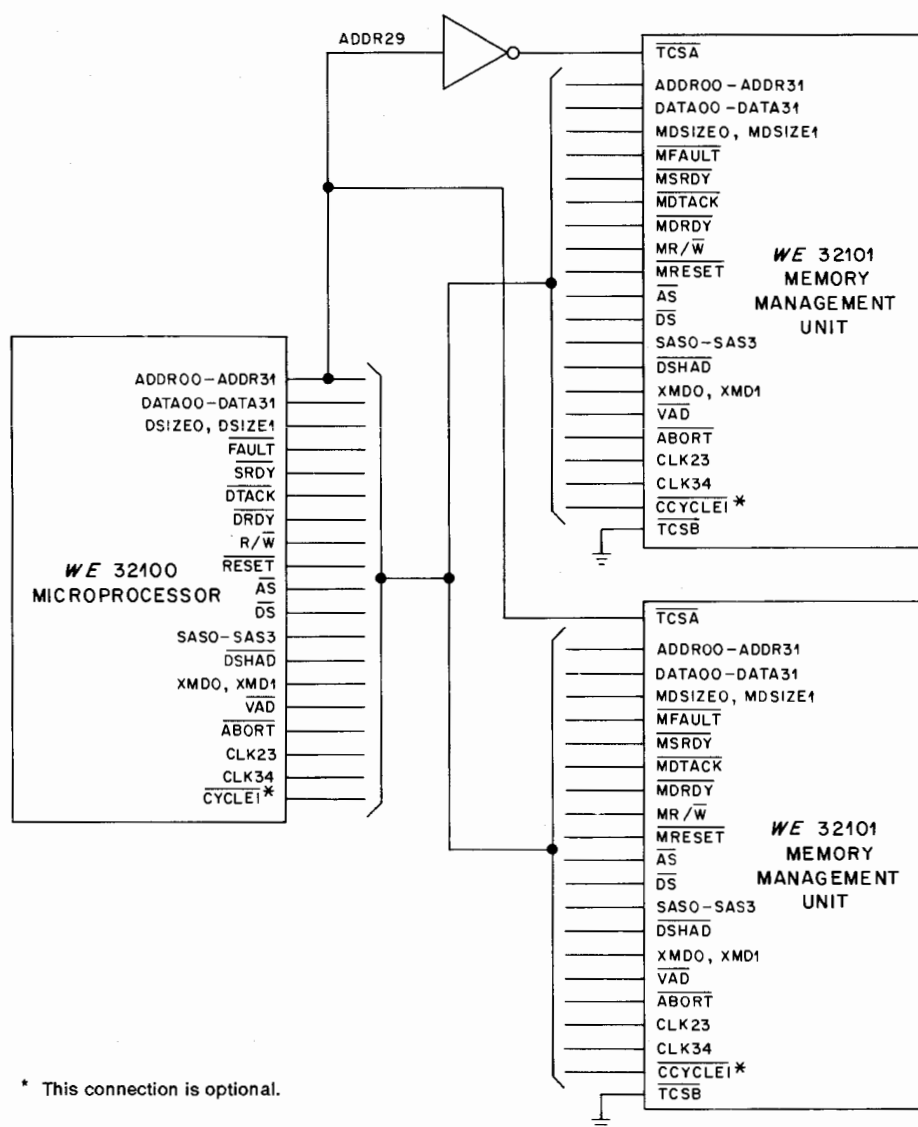 ADDR29
TCSA
ADDR00-ADDR31
DATA00-DATA31
MDSIZE0, MDSIZE1
MFAULT
MSRDY
MDTACK
MDRDY
MR/W
MRESET
AS
DS
SAS0-SAS3
DSHAD
XMD0, XMD1
VAD
ABORT
CLK23
CLK34
CCYCLEI*
TCSB
WE 32101
MEMORY
MANAGEMENT
UNIT
ADDR00-ADDR31
DATA00-DATA31
DSIZE0, DSIZE1
FAULT
SRDY
DTACK
DRDY
R/W
RESET
AS
DS
SAS0-SAS3
DSHAD
XMD0, XMD1
VAD
ABORT
CLK23
CLK34
CYCLEI*
WE 32100
MICROPROCESSOR
TCSA
ADDR00-ADDR31
DATA00-DATA31
MDSIZE0, MDSIZE1
MFAULT
MSRDY
MDTACK
MDRDY
MR/W
MRESET
AS
DS
SAS0-SAS3
DSHAD
XMD0, XMD1
VAD
ABORT
CLK23
CLK34
CCYCLEI*
TCSB
WE 32101
MEMORY
MANAGEMENT
UNIT
* This connection is optional.